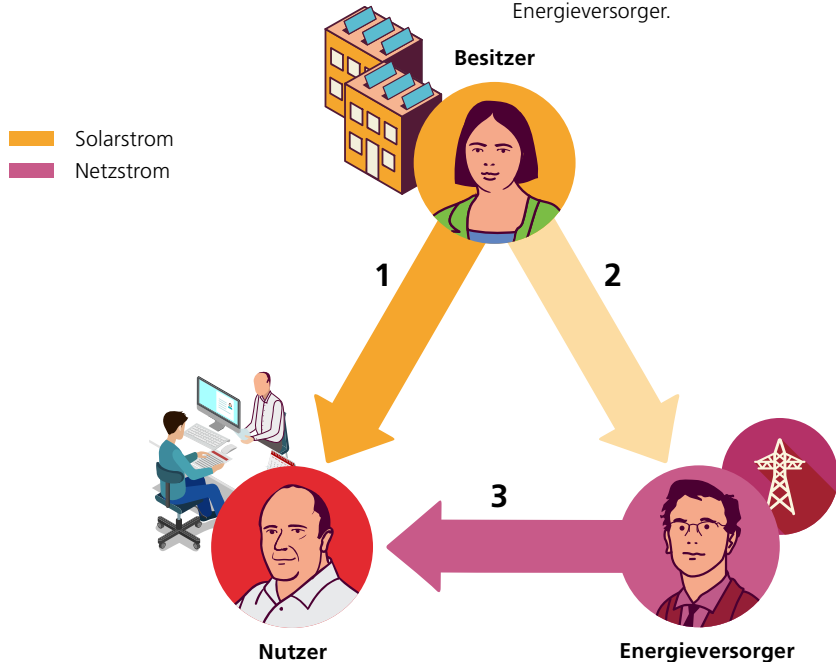 Energieversorger.
Besitzer
Solarstrom
Netzstrom
1
2
3
Nutzer
Energieversorger